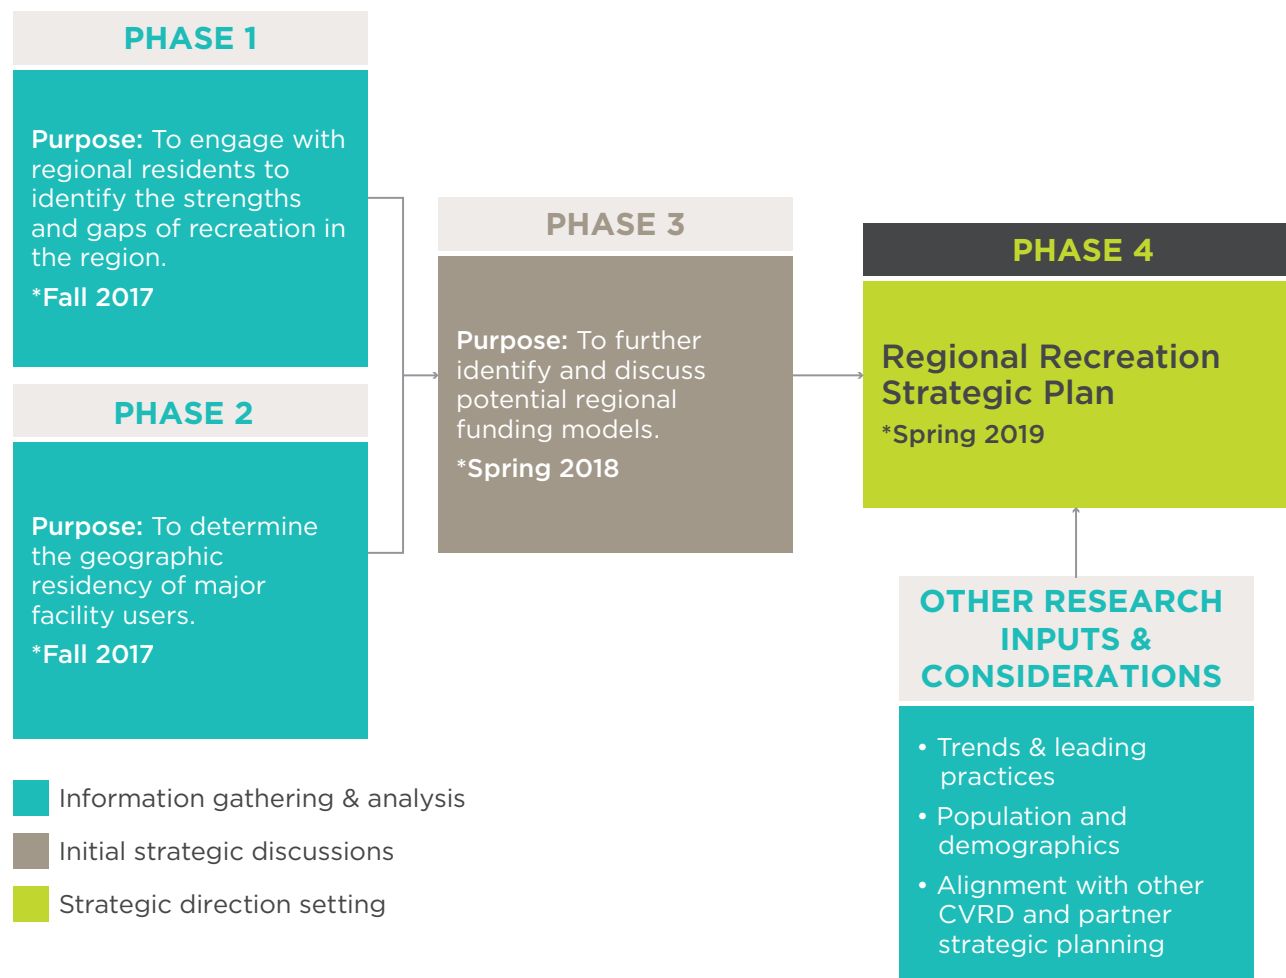 PHASE 1
Purpose: To engage with
regional residents to
identify the strengths
and gaps of recreation in
the region.
*Fall 2017
PHASE 2
Purpose: To determine
the geographic
residency of major
facility users.
*Fall 2017
PHASE 3
Purpose: To further
identify and discuss
potential regional
funding models.
*Spring 2018
PHASE 4
Regional Recreation
Strategic Plan
*Spring 2019
OTHER RESEARCH
INPUTS &
CONSIDERATIONS
• Trends & leading
practices
• Population and
demographics
• Alignment with other
CVRD and partner
strategic planning
Information gathering & analysis
Initial strategic discussions
Strategic direction setting